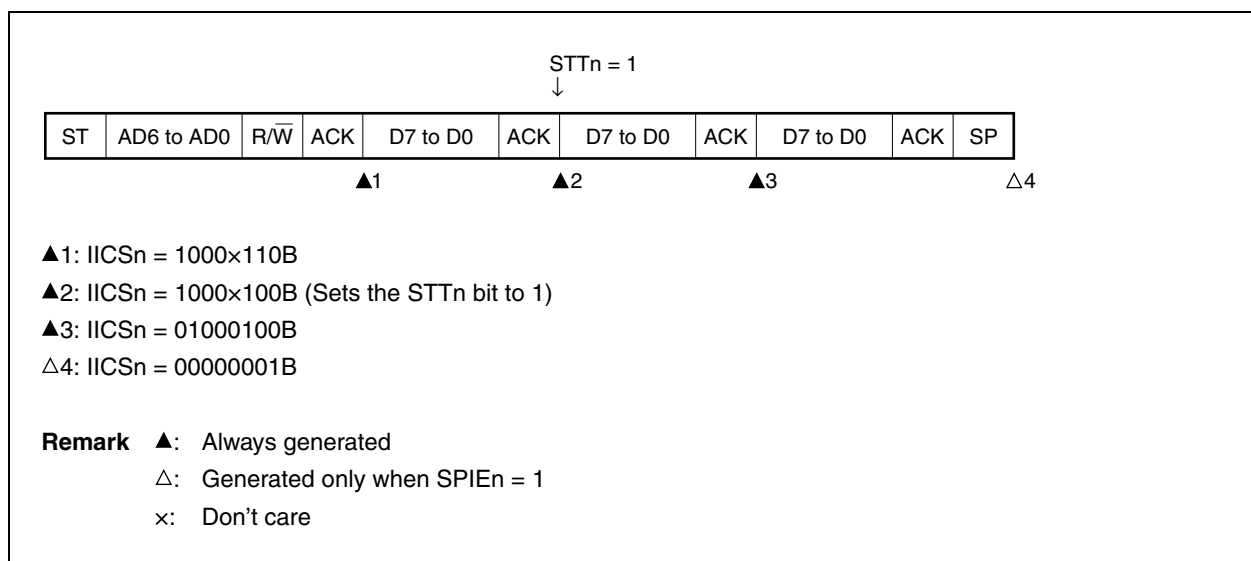 STTn = 1
↓
ST AD6 to AD0 R/W̅ ACK D7 to D0 ACK D7 to D0 ACK D7 to D0 ACK SP
▲1 ▲2 ▲3 △4
▲1: IICSn = 1000×110B
▲2: IICSn = 1000×100B (Sets the STTn bit to 1)
▲3: IICSn = 01000100B
△4: IICSn = 00000001B
Remark ▲: Always generated
△: Generated only when SPIEn = 1
×: Don't care